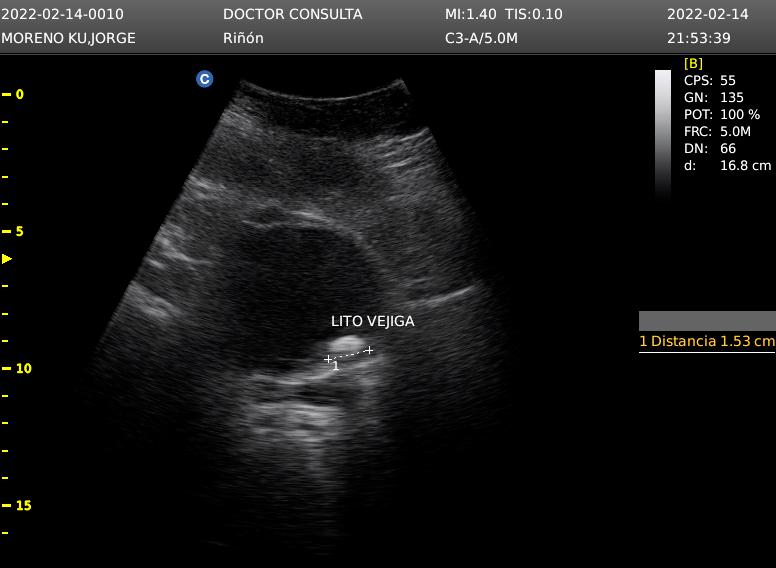 2022-02-14-0010 DOCTOR CONSULTA MI:1.40 TIS:0.10 2022-02-14
MORENO KU,JORGE Riñón C3-A/5.0M 21:53:39
C
[B]
CPS: 55
GN: 135
POT: 100 %
FRC: 5.0M
DN: 66
d: 16.8 cm
0
5
10
15
LITO VEJIGA
1
1 Distancia 1.53 cm